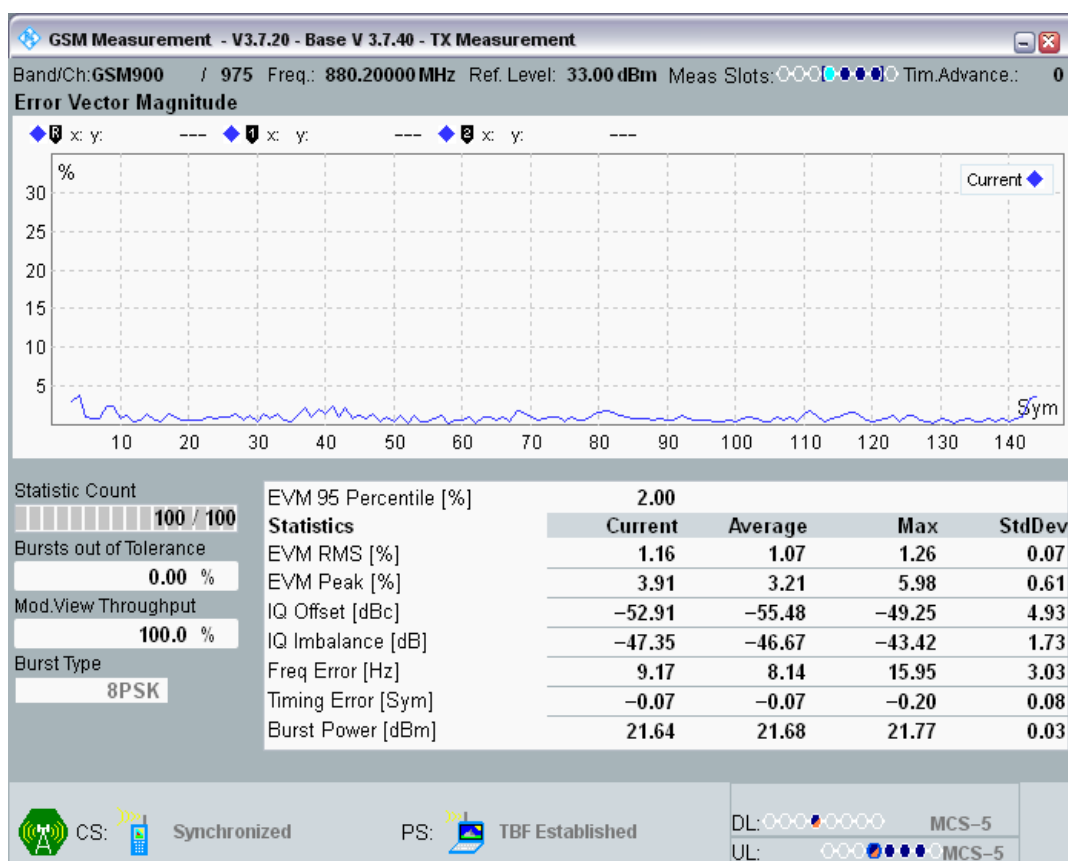 GSM Measurement - V3.7.20 - Base V 3.7.40 - TX Measurement
Band/Ch:GSM900 / 975 Freq.: 880.20000 MHz Ref. Level: 33.00 dBm Meas Slots: Tim.Advance.: 0
Error Vector Magnitude
R x: y: --- 1 x: y: --- 2 x: y: ---
%
Current
30
25
20
15
10
5
Sym
10 20 30 40 50 60 70 80 90 100 110 120 130 140
Statistic Count
100 / 100
Bursts out of Tolerance
0.00 %
Mod.View Throughput
100.0 %
Burst Type
8PSK
EVM 95 Percentile [%] 2.00
Statistics Current Average Max StdDev
EVM RMS [%] 1.16 1.07 1.26 0.07
EVM Peak [%] 3.91 3.21 5.98 0.61
IQ Offset [dBc] −52.91 −55.48 −49.25 4.93
IQ Imbalance [dB] −47.35 −46.67 −43.42 1.73
Freq Error [Hz] 9.17 8.14 15.95 3.03
Timing Error [Sym] −0.07 −0.07 −0.20 0.08
Burst Power [dBm] 21.64 21.68 21.77 0.03
CS: Synchronized PS: TBF Established
DL: MCS−5
UL: MCS−5